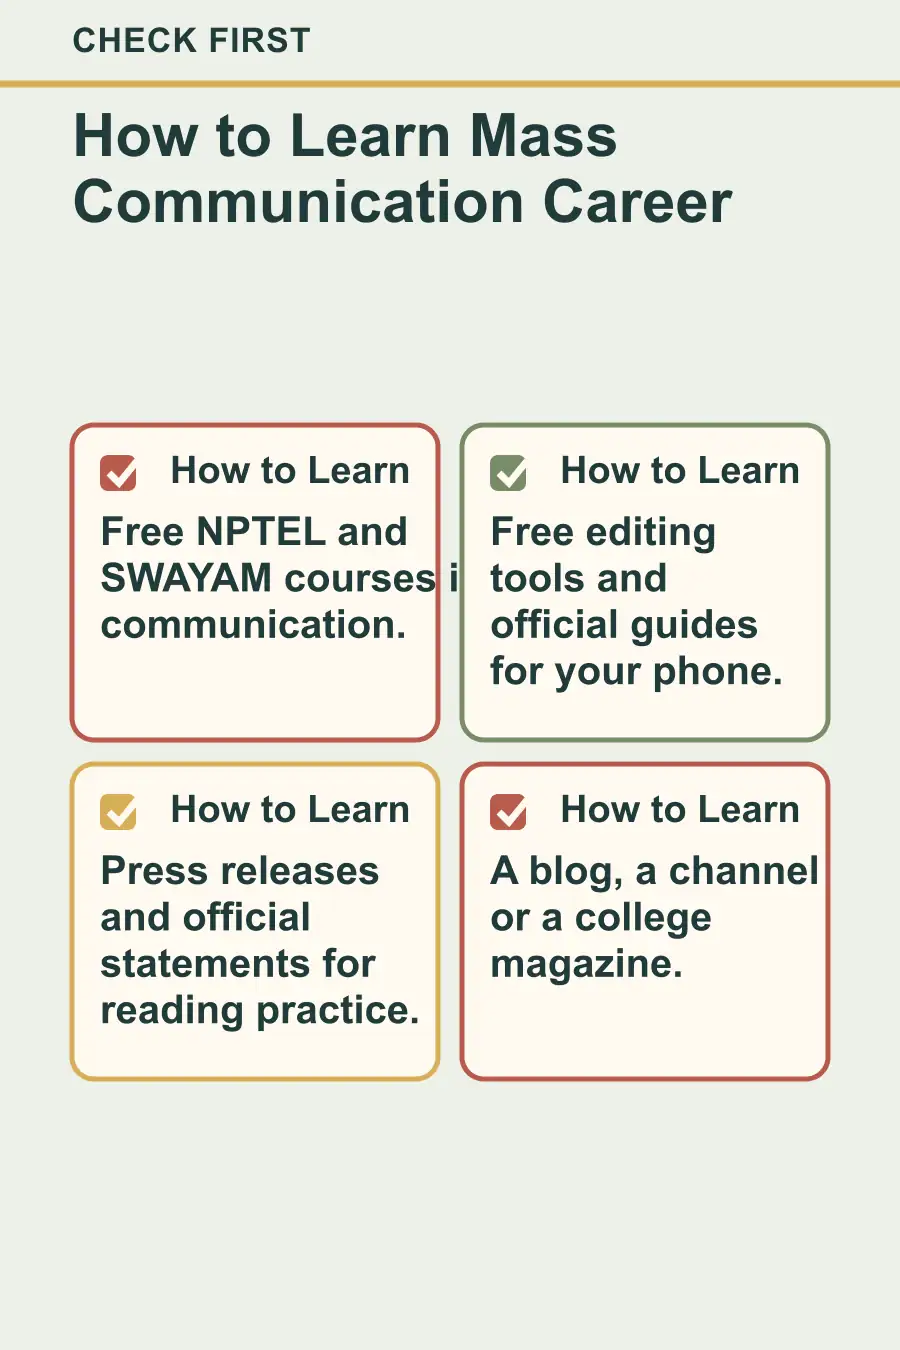 CHECK FIRST
How to Learn Mass
Communication Career
How to Learn
Free NPTEL and
SWAYAM courses
communication.
How to Learn
Free editing
tools and
official guides
for your phone.
How to Learn
Press releases
and official
statements for
reading practice.
How to Learn
A blog, a channel
or a college
magazine.